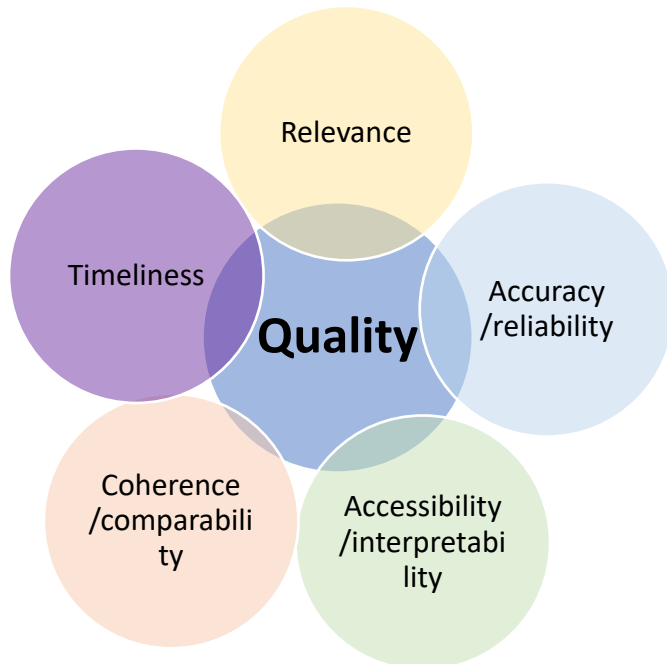 Relevance
Timeliness
Accuracy
/reliability
Quality
Coherence
/comparabili
ty
Accessibility
/interpretabi
lity